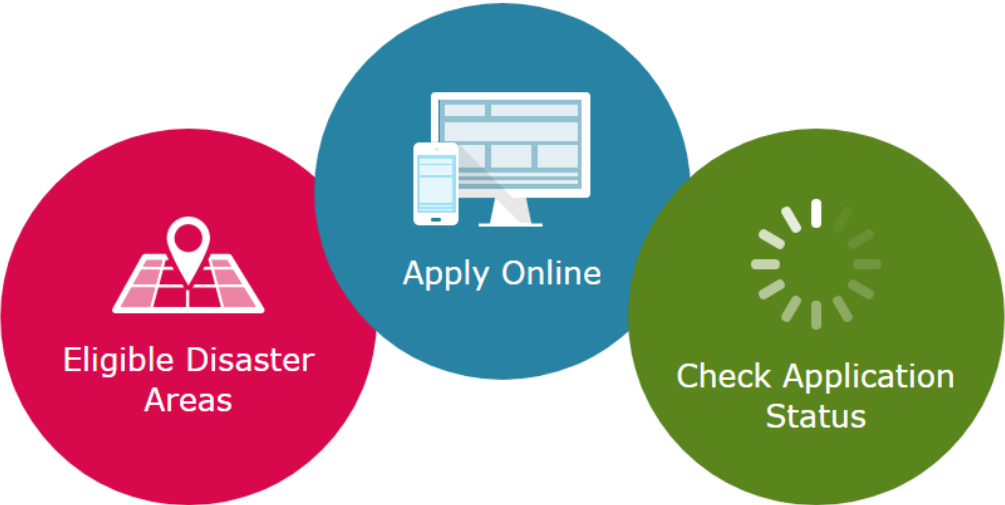 Eligible Disaster
Areas
Apply Online
Check Application
Status